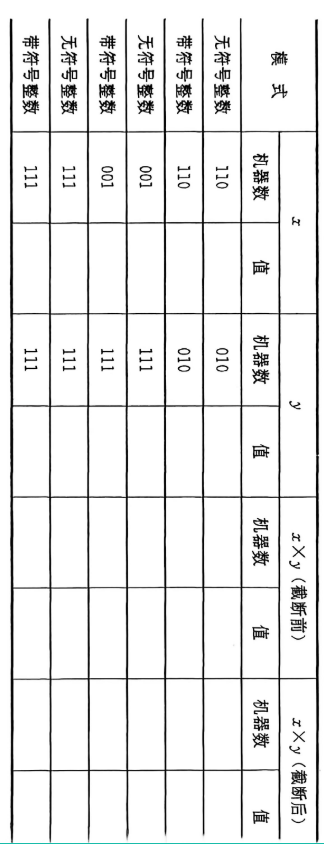 模 式 x y x×y(截断前) x×y(截断后)
机器数 值 机器数 值 机器数 值 机器数 值
无符号整数 110 010
带符号整数 110 010
无符号整数 001 111
带符号整数 001 111
无符号整数 111 111
带符号整数 111 111